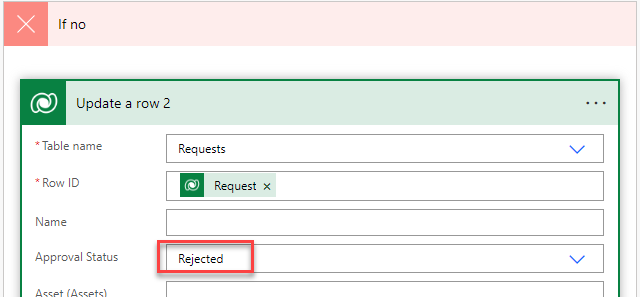 If no
Update a row 2
* Table name
Requests
* Row ID
Request ×
Name
Approval Status
Rejected
Asset (Assets)